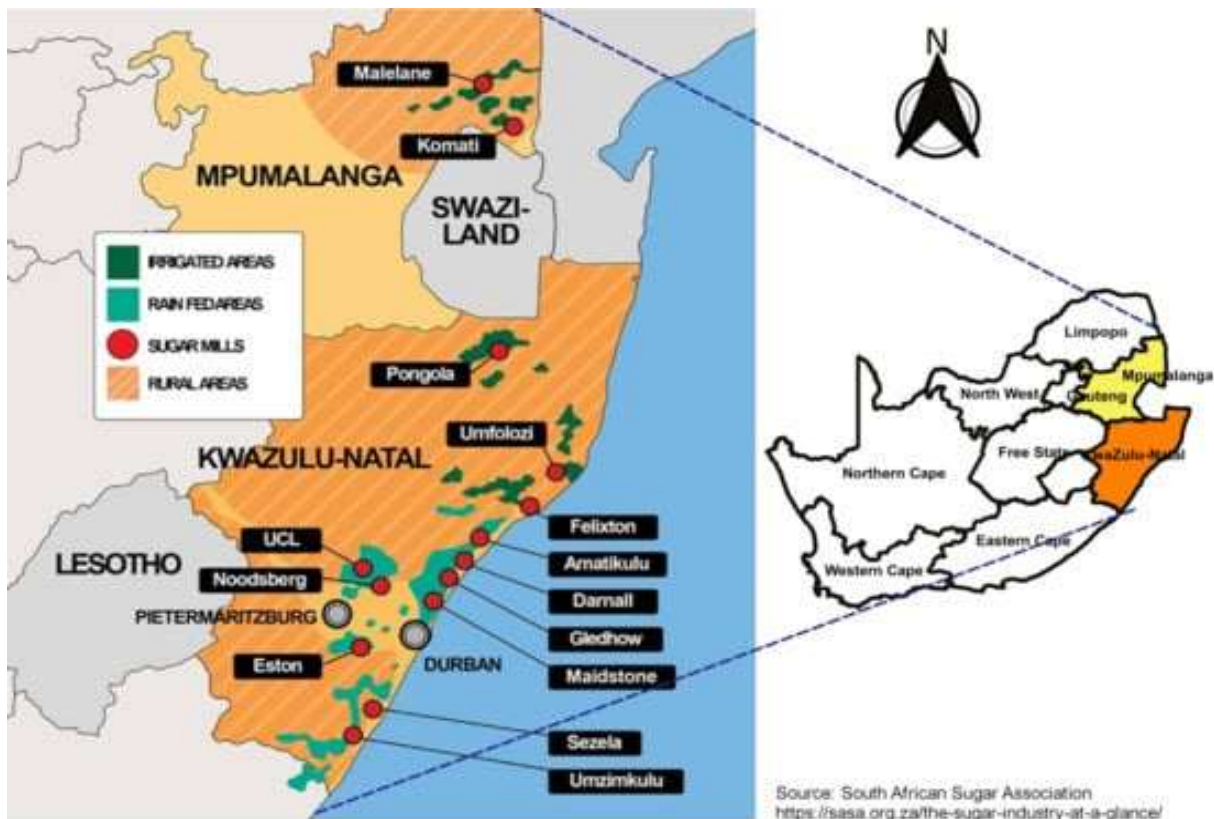 Malelane
Komati
MPUMALANGA
SWAZI-
LAND
IRRIGATED AREAS
RAIN FED AREAS
SUGAR MILLS
RURAL AREAS
Pongola
Umfolozi
KWAZULU-NATAL
Felixton
UCL
Amatikulu
LESOTHO
Noodsberg
Darnall
PIETERMARITZBURG
Gledhow
Eston
DURBAN
Maidstone
Sezela
Umzimkulu
N
Limpopo
Mpumalanga
North West
Gauteng
Free State
KwaZulu-Natal
Northern Cape
Eastern Cape
Western Cape
Source: South African Sugar Association
https://sasa.org.za/the-sugar-industry-at-a-glance/